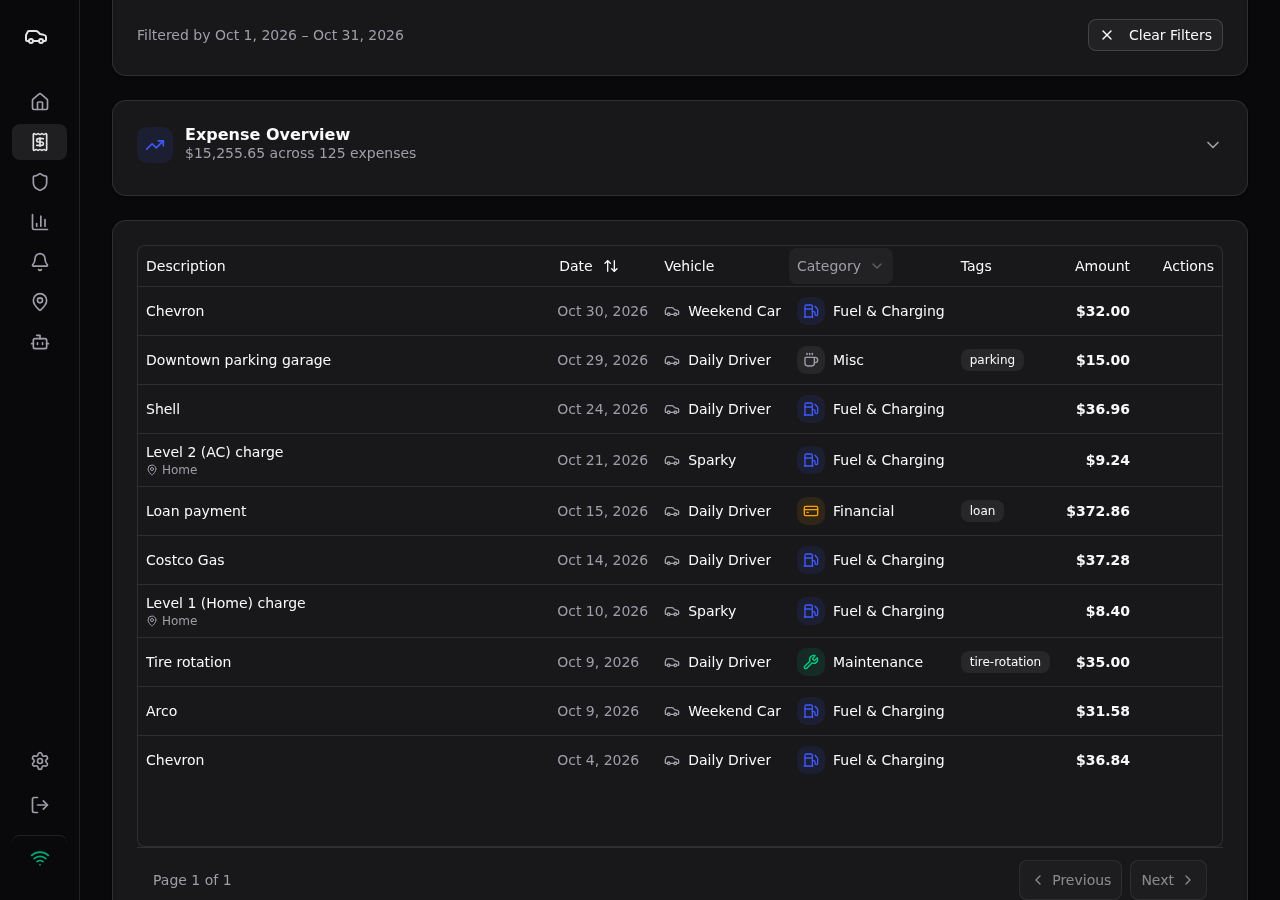 Filtered by Oct 1, 2026 – Oct 31, 2026
Clear Filters
Expense Overview
$15,255.65 across 125 expenses
Description Date Vehicle Category Tags Amount Actions
Chevron Oct 30, 2026 Weekend Car Fuel & Charging $32.00
Downtown parking garage Oct 29, 2026 Daily Driver Misc parking $15.00
Shell Oct 24, 2026 Daily Driver Fuel & Charging $36.96
Level 2 (AC) charge Oct 21, 2026 Sparky Fuel & Charging $9.24
Home
Loan payment Oct 15, 2026 Daily Driver Financial loan $372.86
Costco Gas Oct 14, 2026 Daily Driver Fuel & Charging $37.28
Level 1 (Home) charge Oct 10, 2026 Sparky Fuel & Charging $8.40
Home
Tire rotation Oct 9, 2026 Daily Driver Maintenance tire-rotation $35.00
Arco Oct 9, 2026 Weekend Car Fuel & Charging $31.58
Chevron Oct 4, 2026 Daily Driver Fuel & Charging $36.84
Page 1 of 1
Previous
Next